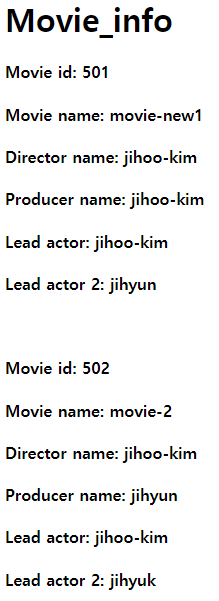 Movie_info
Movie id: 501
Movie name: movie-new1
Director name: jihoo-kim
Producer name: jihoo-kim
Lead actor: jihoo-kim
Lead actor 2: jihyun
Movie id: 502
Movie name: movie-2
Director name: jihoo-kim
Producer name: jihyun
Lead actor: jihoo-kim
Lead actor 2: jihyuk